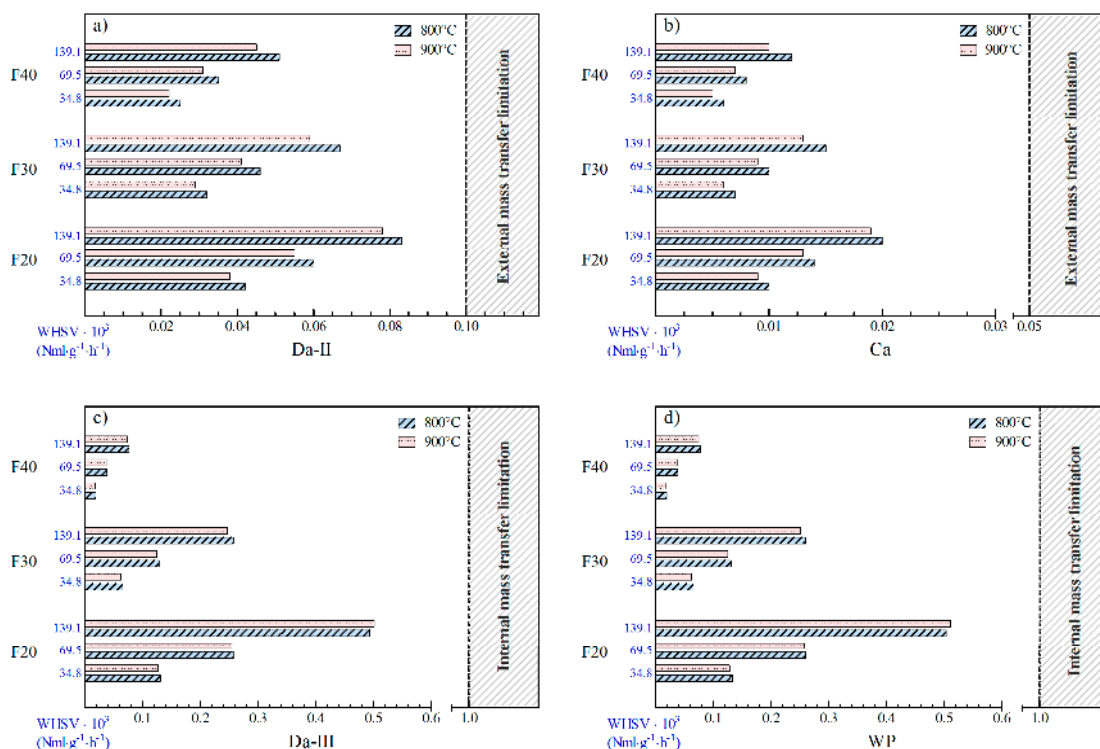 a)
800°C
900°C
F40
139.1
69.5
34.8
F30
139.1
69.5
34.8
F20
139.1
69.5
34.8
External mass transfer limitation
0.02
0.04
0.06
0.08
0.10
WHSV · 10³
(Nml·g⁻¹·h⁻¹)
Da-II
b)
800°C
900°C
F40
139.1
69.5
34.8
F30
139.1
69.5
34.8
F20
139.1
69.5
34.8
External mass transfer limitation
0.01
0.02
0.03
0.05
WHSV · 10³
(Nml·g⁻¹·h⁻¹)
Ca
c)
800°C
900°C
F40
139.1
69.5
34.8
F30
139.1
69.5
34.8
F20
139.1
69.5
34.8
Internal mass transfer limitation
0.1
0.2
0.3
0.4
0.5
0.6
1.0
WHSV · 10³
(Nml·g⁻¹·h⁻¹)
Da-III
d)
800°C
900°C
F40
139.1
69.5
34.8
F30
139.1
69.5
34.8
F20
139.1
69.5
34.8
Internal mass transfer limitation
0.1
0.2
0.3
0.4
0.5
0.6
1.0
WHSV · 10³
(Nml·g⁻¹·h⁻¹)
WP